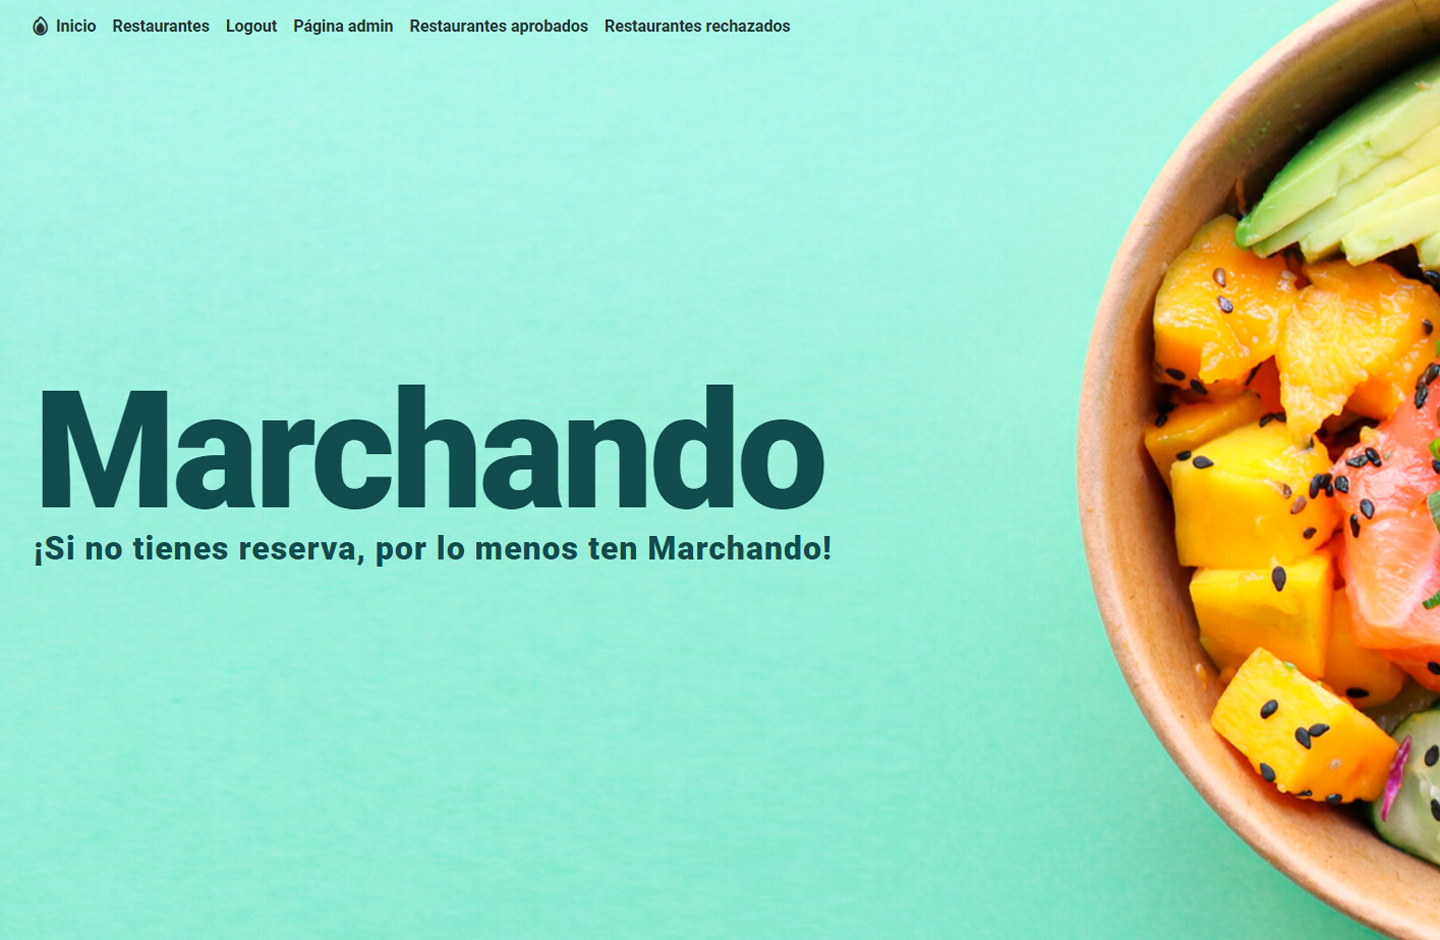 Inicio Restaurantes Logout Página admin Restaurantes aprobados Restaurantes rechazados
Marchando
¡Si no tienes reserva, por lo menos ten Marchando!